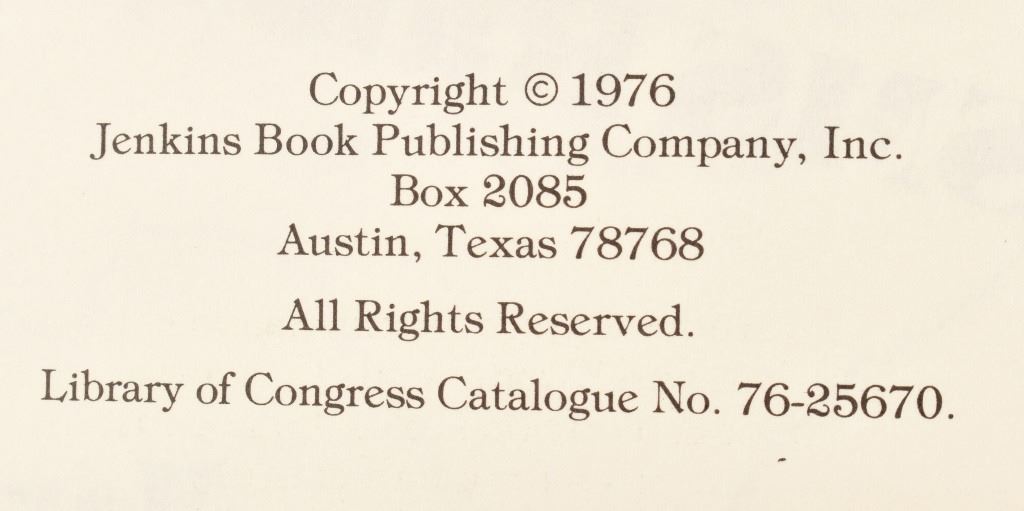 Copyright © 1976
Jenkins Book Publishing Company, Inc.
Box 2085
Austin, Texas 78768
All Rights Reserved.
Library of Congress Catalogue No. 76-25670.